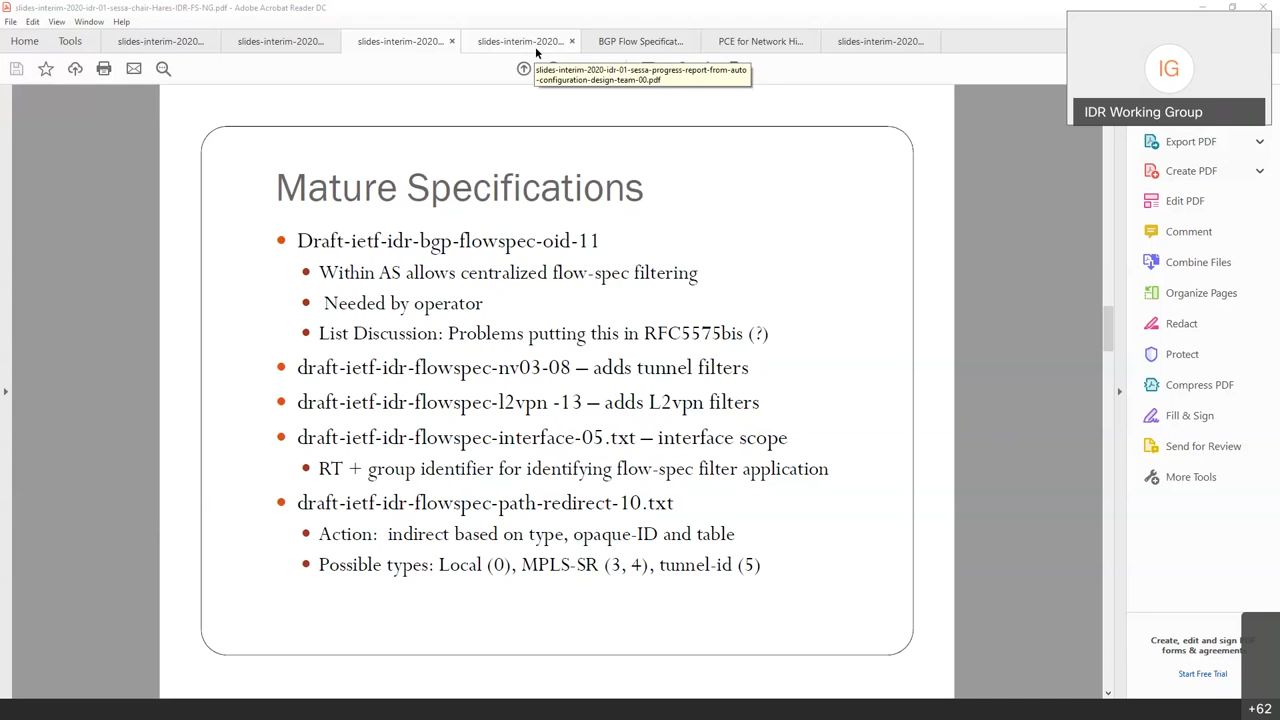 slides-interim-2020-idr-01-sessa-chair-Hares-IDR-FS-NG.pdf - Adobe Acrobat Reader DC
File Edit View Window Help
Home Tools slides-interim-2020... slides-interim-2020... slides-interim-2020... × slides-interim-2020... × BGP Flow Specificat... PCE for Network Hi... slides-interim-2020...
slides-interim-2020-idr-01-sessa-progress-report-from-auto
-configuration-design-team-00.pdf
IG
IDR Working Group
Mature Specifications
Draft-ietf-idr-bgp-flowspec-oid-11
Within AS allows centralized flow-spec filtering
Needed by operator
List Discussion: Problems putting this in RFC5575bis (?)
draft-ietf-idr-flowspec-nv03-08 – adds tunnel filters
draft-ietf-idr-flowspec-l2vpn -13 – adds L2vpn filters
draft-ietf-idr-flowspec-interface-05.txt – interface scope
RT + group identifier for identifying flow-spec filter application
draft-ietf-idr-flowspec-path-redirect-10.txt
Action: indirect based on type, opaque-ID and table
Possible types: Local (0), MPLS-SR (3, 4), tunnel-id (5)
Export PDF
Create PDF
Edit PDF
Comment
Combine Files
Organize Pages
Redact
Protect
Compress PDF
Fill & Sign
Send for Review
More Tools
Create, edit and sign
forms & agreements
Start Free Trial
+62